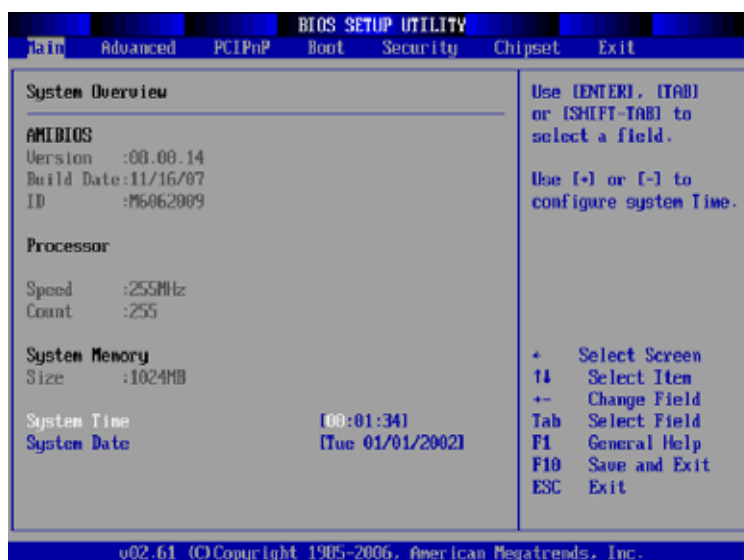 BIOS SETUP UTILITY
Main Advanced PCIPnP Boot Security Chipset Exit
System Overview
AMIBIOS
Version :08.00.14
Build Date:11/16/07
ID :M6062009
Processor
Speed :255MHz
Count :255
System Memory
Size :1024MB
System Time [00:01:34]
System Date [Tue 01/01/2002]
Use [ENTER], [TAB]
or [SHIFT-TAB] to
select a field.
Use [+] or [-] to
configure system Time.
← Select Screen
↑↓ Select Item
+- Change Field
Tab Select Field
F1 General Help
F10 Save and Exit
ESC Exit
v02.61 (C)Copyright 1985-2006, American Megatrends, Inc.